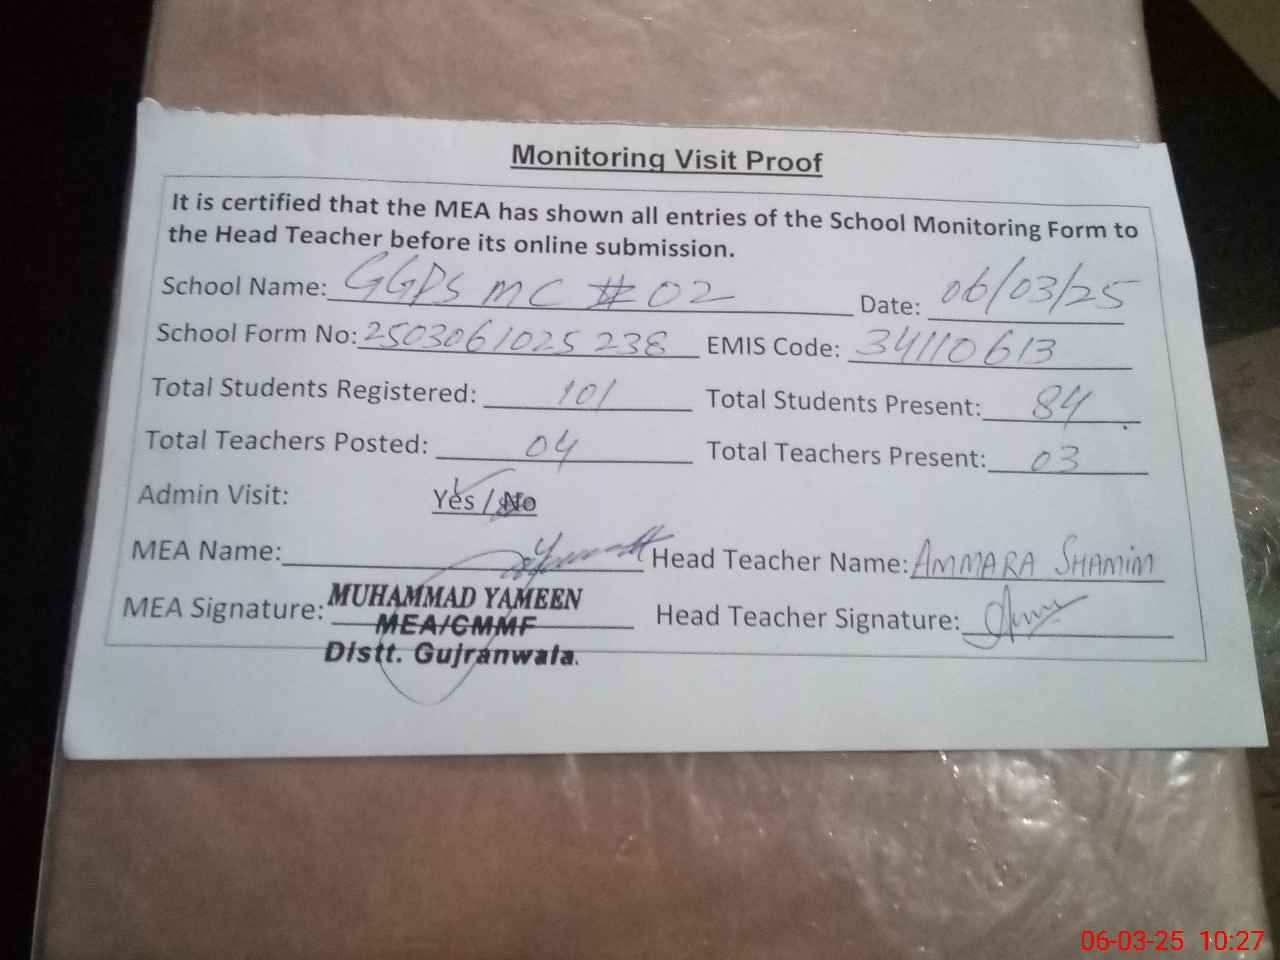 Monitoring Visit Proof
It is certified that the MEA has shown all entries of the School Monitoring Form to
the Head Teacher before its online submission.
School Name: GGPS MC # 02 Date: 06/03/25
School Form No: 2503061025 238 EMIS Code: 34110613
Total Students Registered: 101 Total Students Present: 84
Total Teachers Posted: 04 Total Teachers Present: 03
Admin Visit: Yes / No
MEA Name: Head Teacher Name: AMMARA SHAMIM
MEA Signature: MUHAMMAD YAMEEN Head Teacher Signature:
MEA/CMMF
Distt. Gujranwala.
06-03-25 10:27